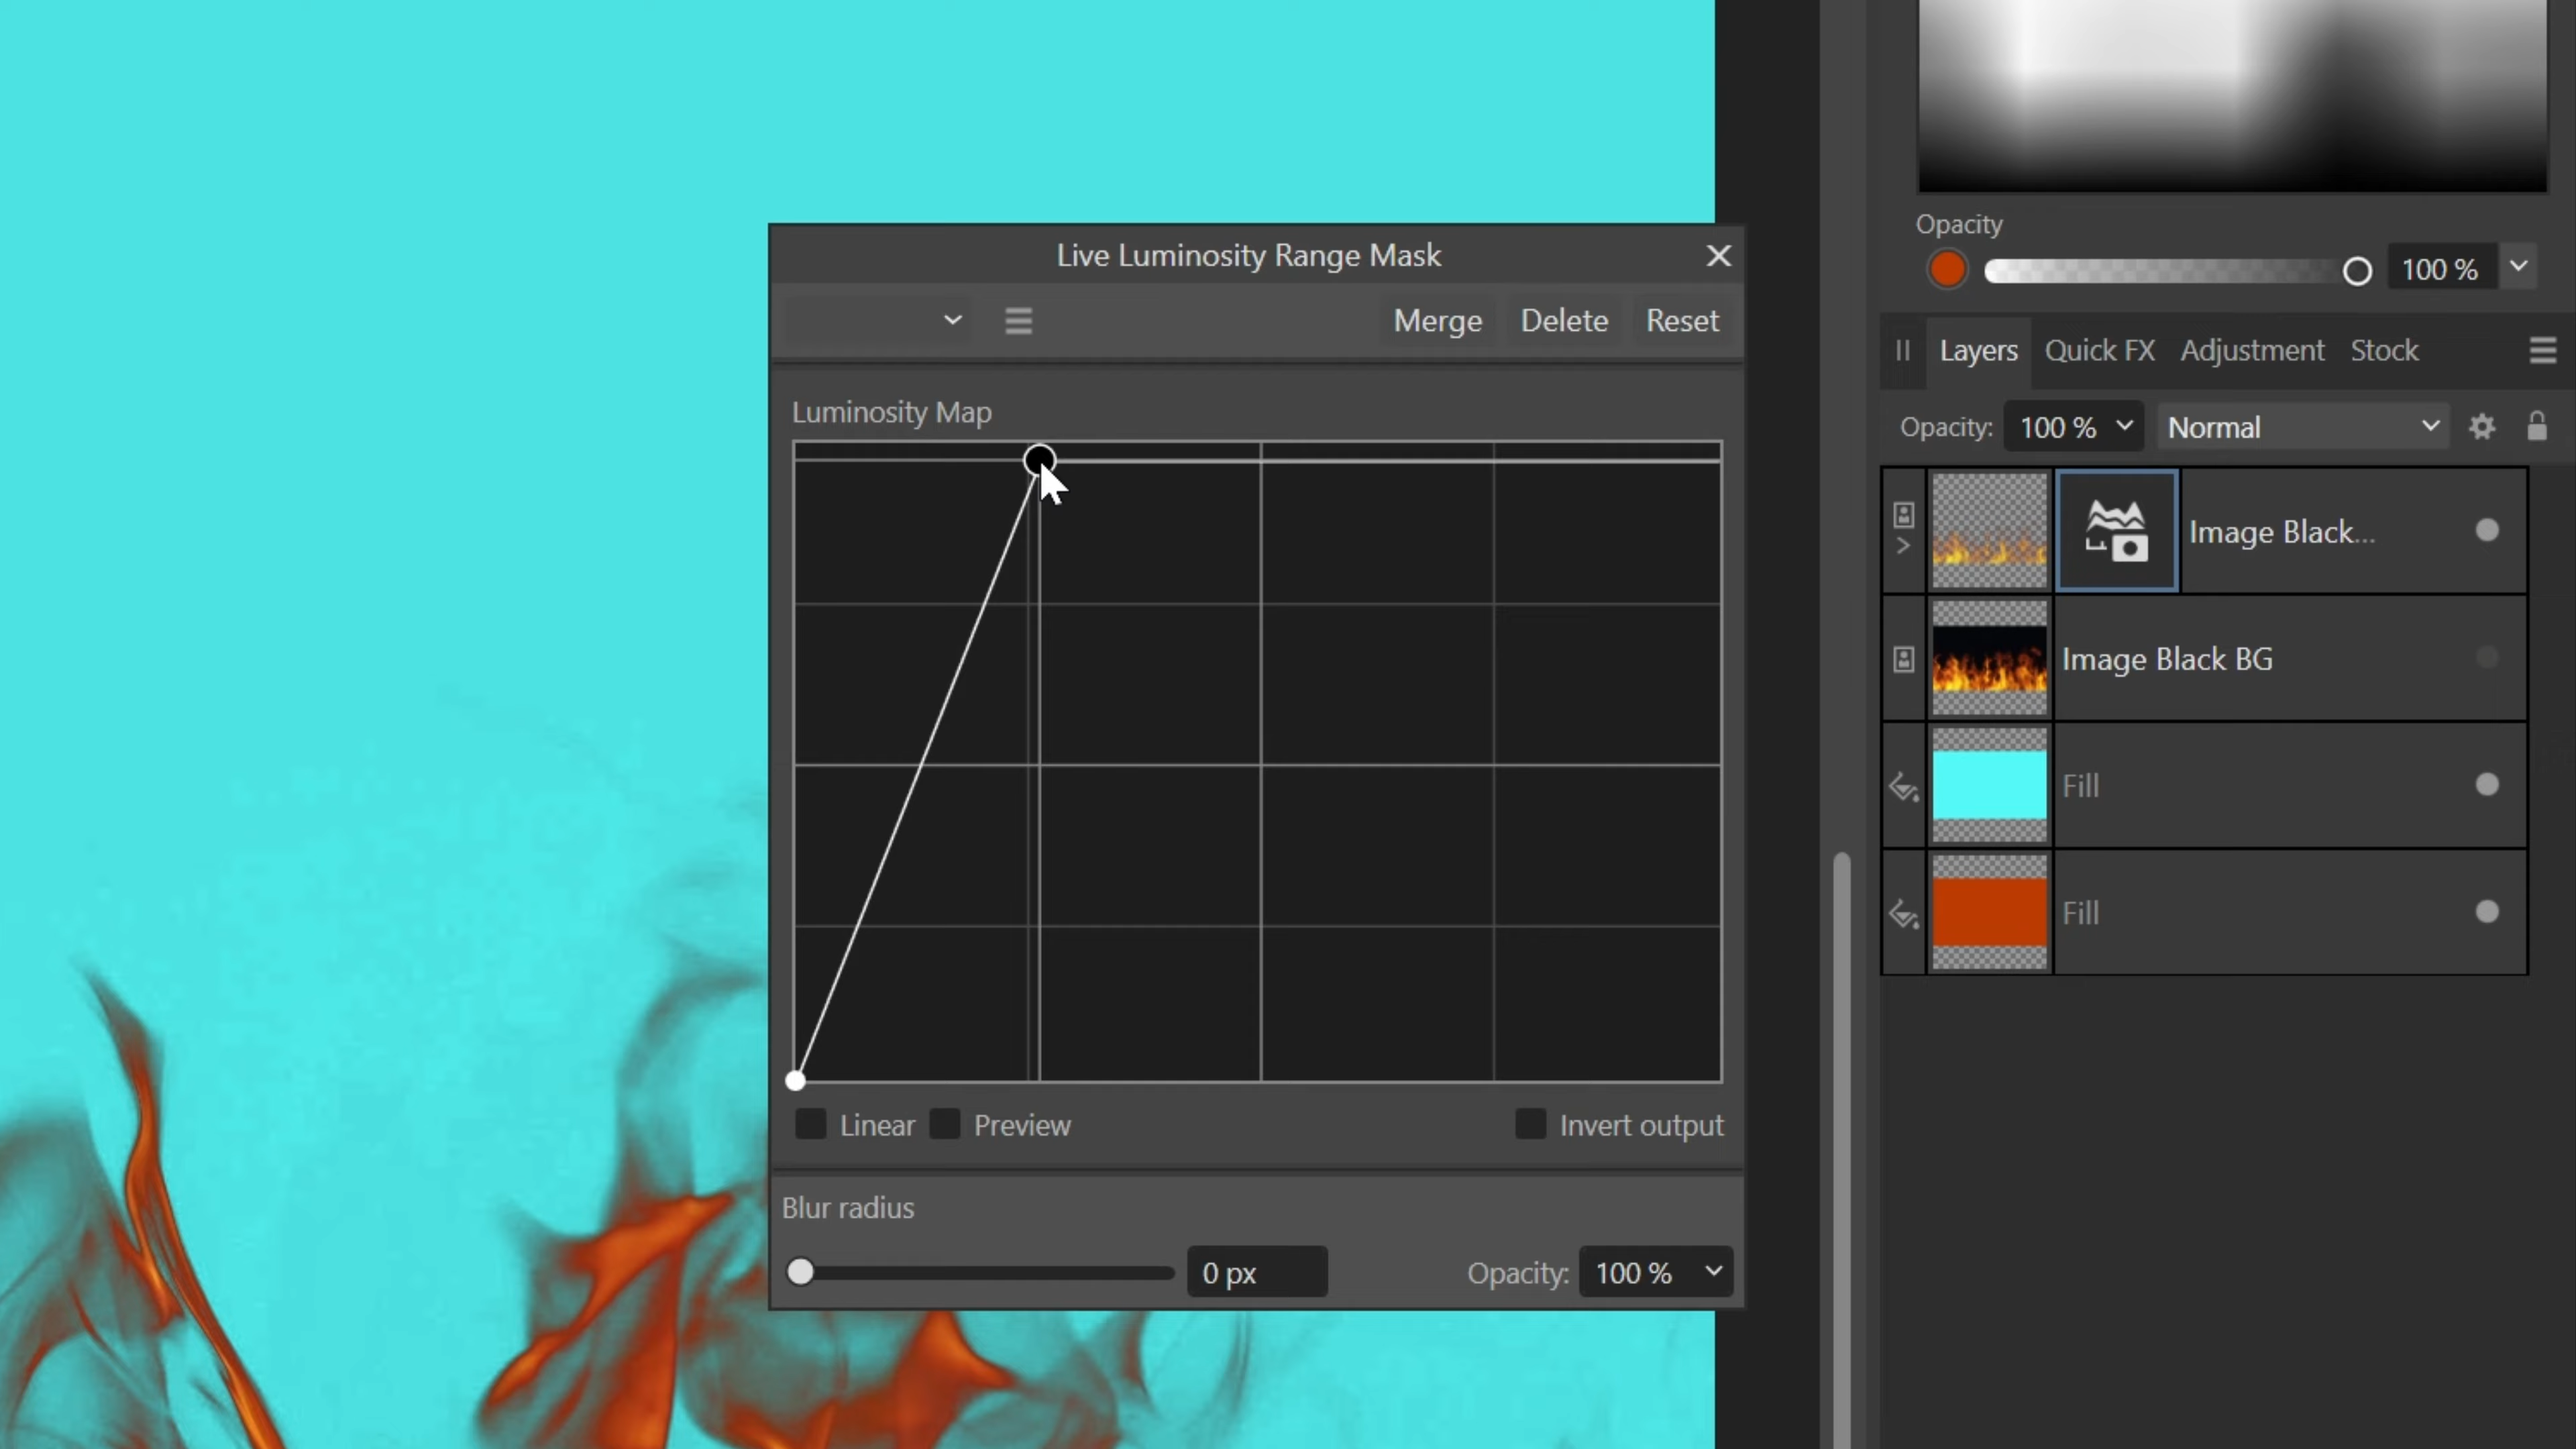 Live Luminosity Range Mask
Merge Delete Reset
Luminosity Map
Linear Preview Invert output
Blur radius
0 px Opacity: 100 %
Opacity
100 %
Layers Quick FX Adjustment Stock
Opacity: 100 % Normal
Image Black...
Image Black BG
Fill
Fill